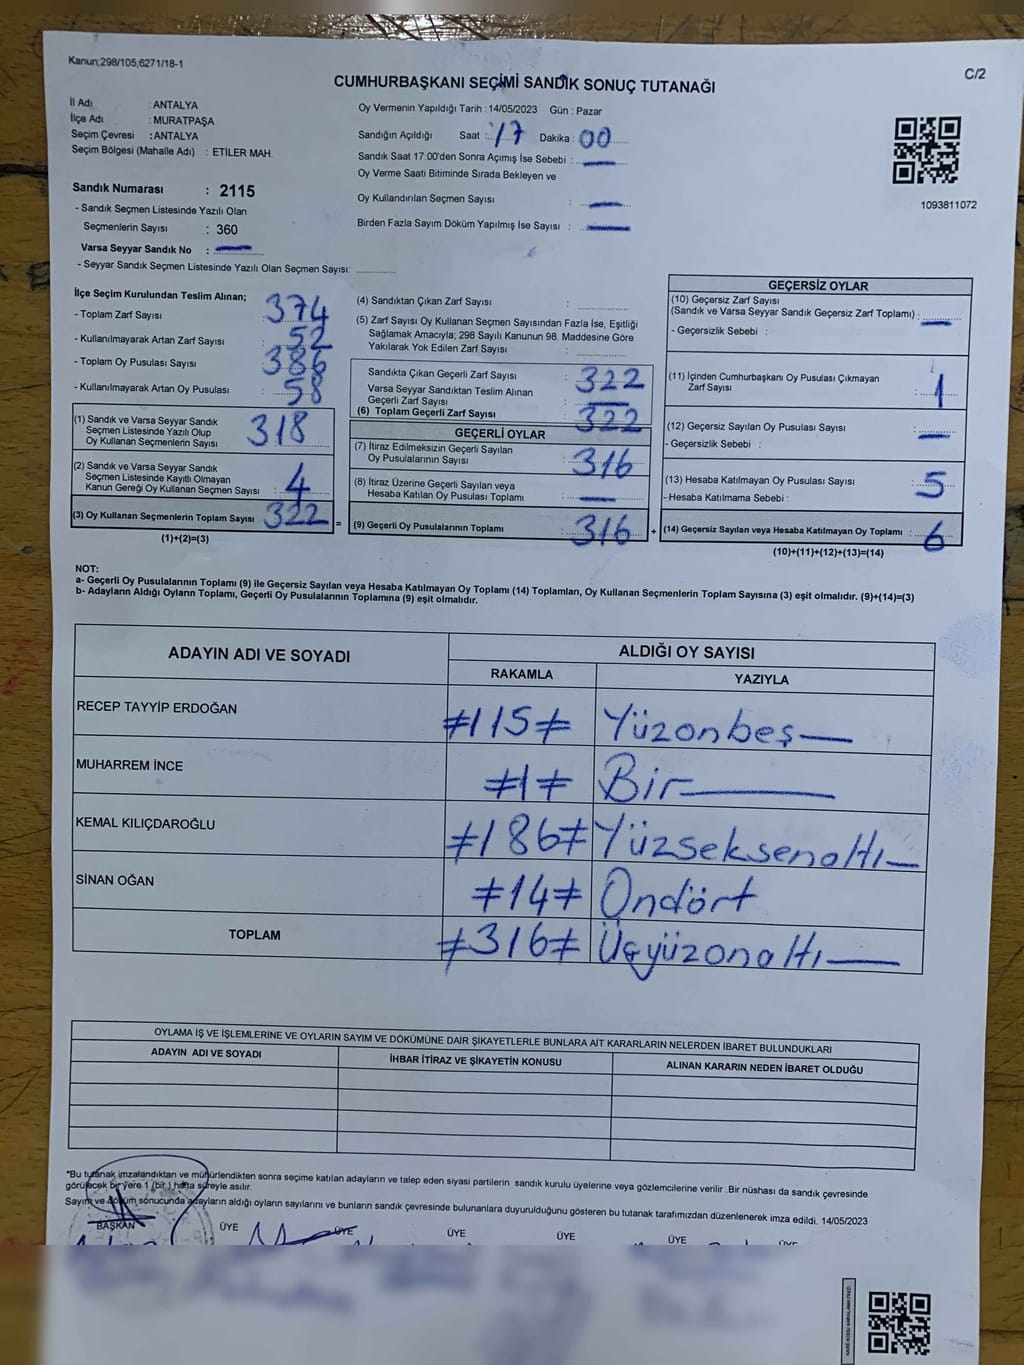 Kanun;298/105;6271/18-1
C/2
CUMHURBAŞKANI SEÇİMİ SANDIK SONUÇ TUTANAĞI
İl Adı : ANTALYA
İlçe Adı : MURATPAŞA
Seçim Çevresi : ANTALYA
Seçim Bölgesi (Mahalle Adı) : ETİLER MAH.
Sandık Numarası : 2115
- Sandık Seçmen Listesinde Yazılı Olan
Seçmenlerin Sayısı : 360
Varsa Seyyar Sandık No : —
- Seyyar Sandık Seçmen Listesinde Yazılı Olan Seçmen Sayısı: ............
Oy Vermenin Yapıldığı Tarih : 14/05/2023 Gün : Pazar
Sandığın Açıldığı Saat : 17 Dakika : 00
Sandık Saat 17:00'den Sonra Açımış İse Sebebi : —
Oy Verme Saati Bitiminde Sırada Bekleyen ve
Oy Kullandırılan Seçmen Sayısı : —
Birden Fazla Sayım Döküm Yapılmış İse Sayısı : —
1093811072
İlçe Seçim Kurulundan Teslim Alınan;
- Toplam Zarf Sayısı : 374
- Kullanılmayarak Artan Zarf Sayısı : 52
- Toplam Oy Pusulası Sayısı : 386
- Kullanılmayarak Artan Oy Pusulası : 58
(1) Sandık ve Varsa Seyyar Sandık
Seçmen Listesinde Yazılı Olup
Oy Kullanan Seçmenlerin Sayısı : 318
(2) Sandık ve Varsa Seyyar Sandık
Seçmen Listesinde Kayıtlı Olmayan
Kanun Gereği Oy Kullanan Seçmen Sayısı : 4
(3) Oy Kullanan Seçmenlerin Toplam Sayısı : 322 =
(1)+(2)=(3)
(4) Sandıktan Çıkan Zarf Sayısı : ............
(5) Zarf Sayısı Oy Kullanan Seçmen Sayısından Fazla İse, Eşitliği
Sağlamak Amacıyla; 298 Sayılı Kanunun 98. Maddesine Göre
Yakılarak Yok Edilen Zarf Sayısı : ............
Sandıkta Çıkan Geçerli Zarf Sayısı : 322
Varsa Seyyar Sandıktan Teslim Alınan
Geçerli Zarf Sayısı : —
(6) Toplam Geçerli Zarf Sayısı : 322
GEÇERLİ OYLAR
(7) İtiraz Edilmeksizin Geçerli Sayılan
Oy Pusulalarının Sayısı : 316
(8) İtiraz Üzerine Geçerli Sayılan veya
Hesaba Katılan Oy Pusulası Toplamı : —
(9) Geçerli Oy Pusulalarının Toplamı : 316 +
GEÇERSİZ OYLAR
(10) Geçersiz Zarf Sayısı
(Sandık ve Varsa Seyyar Sandık Geçersiz Zarf Toplamı) : —
- Geçersizlik Sebebi :
(11) İçinden Cumhurbaşkanı Oy Pusulası Çıkmayan
Zarf Sayısı : 1
(12) Geçersiz Sayılan Oy Pusulası Sayısı : —
- Geçersizlik Sebebi :
(13) Hesaba Katılmayan Oy Pusulası Sayısı : 5
- Hesaba Katılmama Sebebi :
(14) Geçersiz Sayılan veya Hesaba Katılmayan Oy Toplamı : 6
(10)+(11)+(12)+(13)=(14)
NOT:
a- Geçerli Oy Pusulalarının Toplamı (9) ile Geçersiz Sayılan veya Hesaba Katılmayan Oy Toplamı (14) Toplamları, Oy Kullanan Seçmenlerin Toplam Sayısına (3) eşit olmalıdır. (9)+(14)=(3)
b- Adayların Aldığı Oyların Toplamı, Geçerli Oy Pusulalarının Toplamına (9) eşit olmalıdır.
ADAYIN ADI VE SOYADI ALDIĞI OY SAYISI
RAKAMLA YAZIYLA
RECEP TAYYİP ERDOĞAN ≠115≠ Yüzonbeş—
MUHARREM İNCE ≠1≠ Bir—
KEMAL KILIÇDAROĞLU ≠186≠ Yüzseksenaltı—
SİNAN OĞAN ≠14≠ Ondört
TOPLAM ≠316≠ Üçyüzonaltı—
OYLAMA İŞ VE İŞLEMLERİNE VE OYLARIN SAYIM VE DÖKÜMÜNE DAİR ŞİKAYETLERLE BUNLARA AİT KARARLARIN NELERDEN İBARET BULUNDUKLARI
ADAYIN ADI VE SOYADI İHBAR İTİRAZ VE ŞİKAYETİN KONUSU ALINAN KARARIN NEDEN İBARET OLDUĞU
*Bu tutanak imzalandıktan ve mühürlendikten sonra seçime katılan adayların ve talep eden siyasi partilerin sandık kurulu üyelerine veya gözlemcilerine verilir .Bir nüshası da sandık çevresinde
görülecek bir yere 1 (bir ) hafta süreyle asılır.
Sayım ve döküm sonucunda adayların aldığı oyların sayılarını ve bunların sandık çevresinde bulunanlara duyurulduğunu gösteren bu tutanak tarafımızdan düzenlenerek imza edildi. 14/05/2023
BAŞKAN ÜYE ÜYE ÜYE ÜYE ÜYE ÜYE